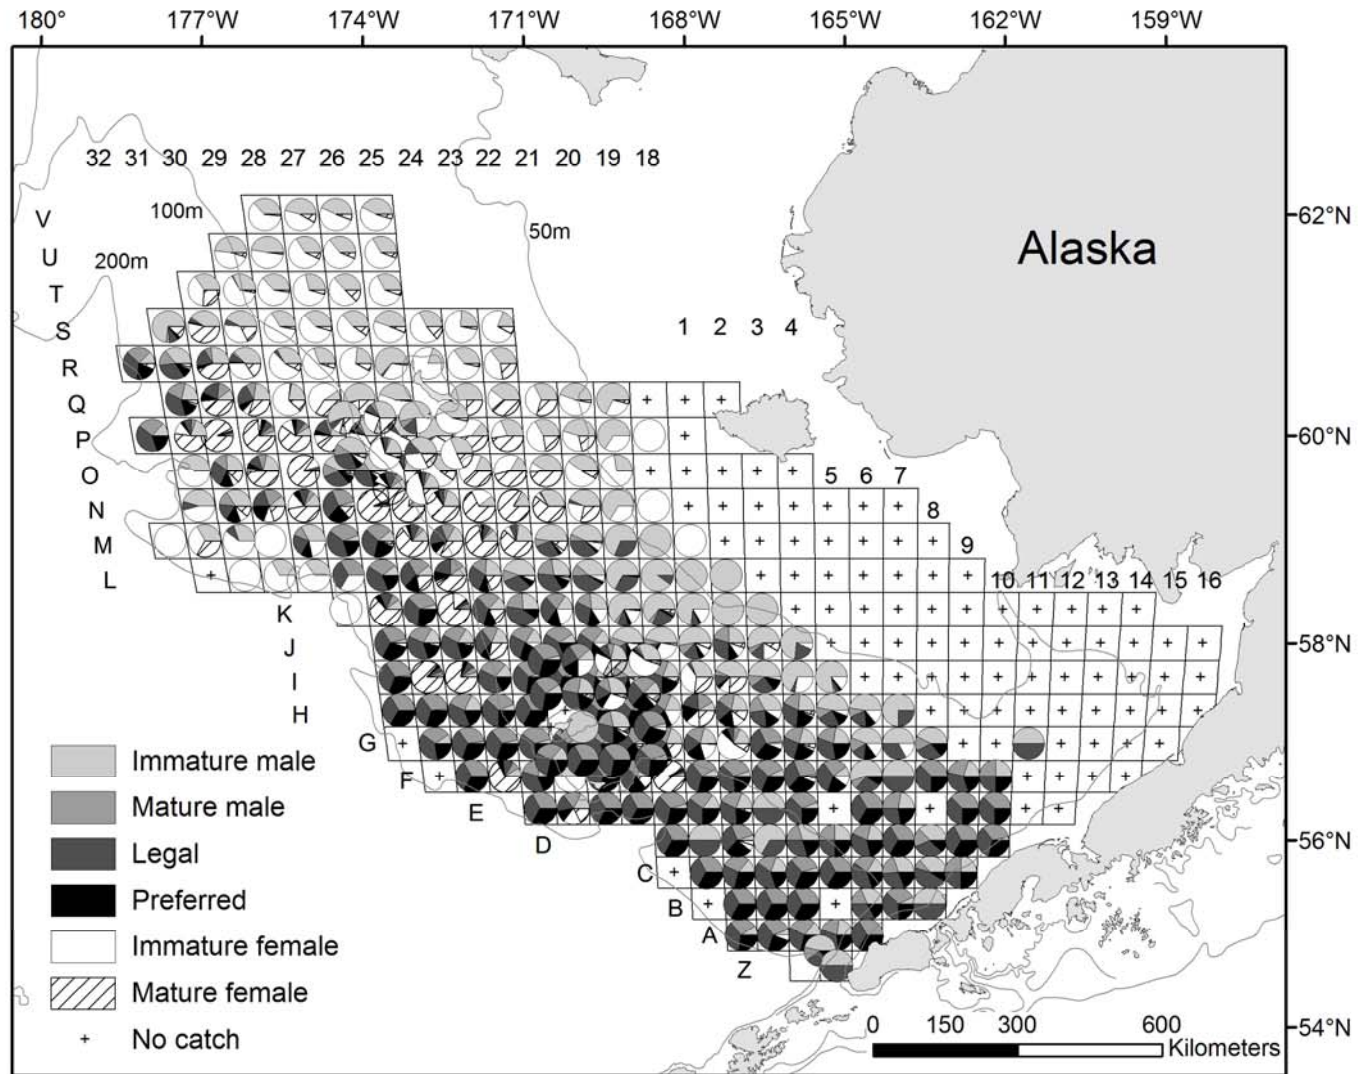 180° 177°W 174°W 171°W 168°W 165°W 162°W 159°W
32 31 30 29 28 27 26 25 24 23 22 21 20 19 18
V
100m
62°N
50m
Alaska
U
200m
T
S
1 2 3 4
R
Q
P
60°N
O
5 6 7
N
8
M
9
L
10 11 12 13 14 15 16
K
J
58°N
I
H
G
Immature male
F
Mature male
E
D
56°N
Legal
C
Preferred
B
A
Immature female
Z
Mature female
54°N
No catch
0 150 300 600
Kilometers